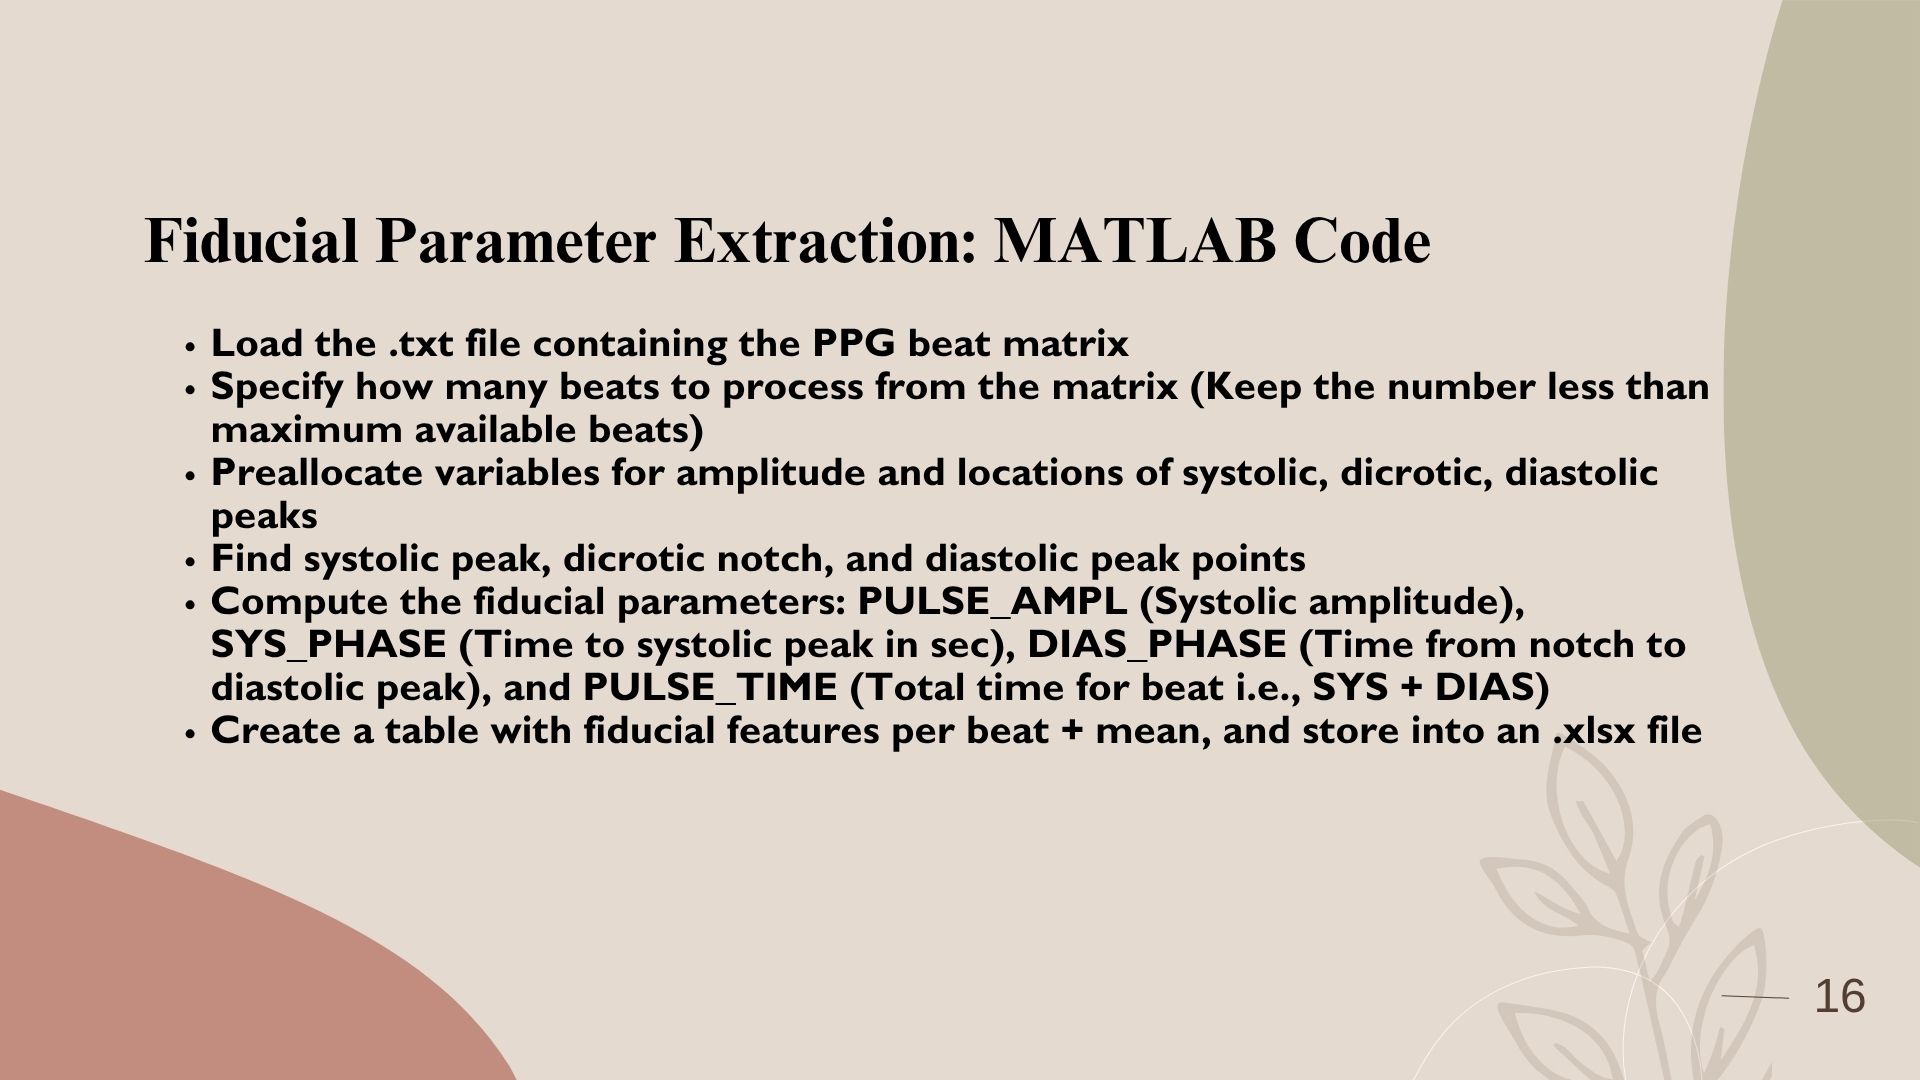 Fiducial Parameter Extraction: MATLAB Code
• Load the .txt file containing the PPG beat matrix
• Specify how many beats to process from the matrix (Keep the number less than
maximum available beats)
• Preallocate variables for amplitude and locations of systolic, dicrotic, diastolic
peaks
• Find systolic peak, dicrotic notch, and diastolic peak points
• Compute the fiducial parameters: PULSE_AMPL (Systolic amplitude),
SYS_PHASE (Time to systolic peak in sec), DIAS_PHASE (Time from notch to
diastolic peak), and PULSE_TIME (Total time for beat i.e., SYS + DIAS)
• Create a table with fiducial features per beat + mean, and store into an .xlsx file
16